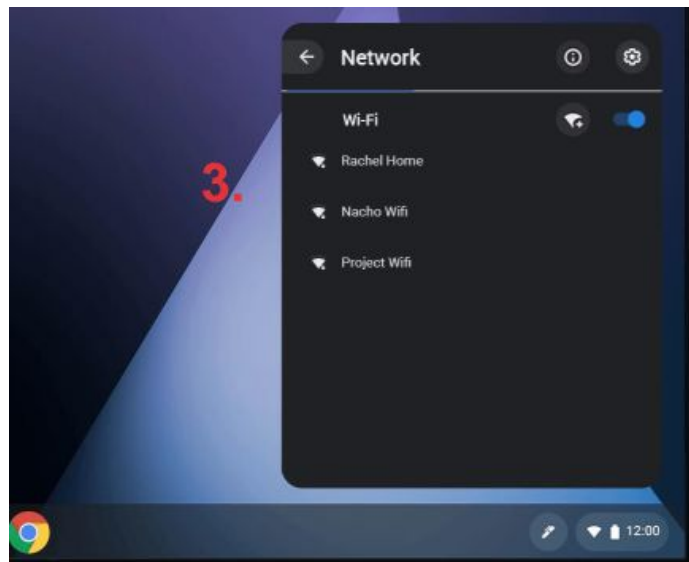 Network
Wi-Fi
3.
Rachel Home
Nacho Wifi
Project Wifi
12:00